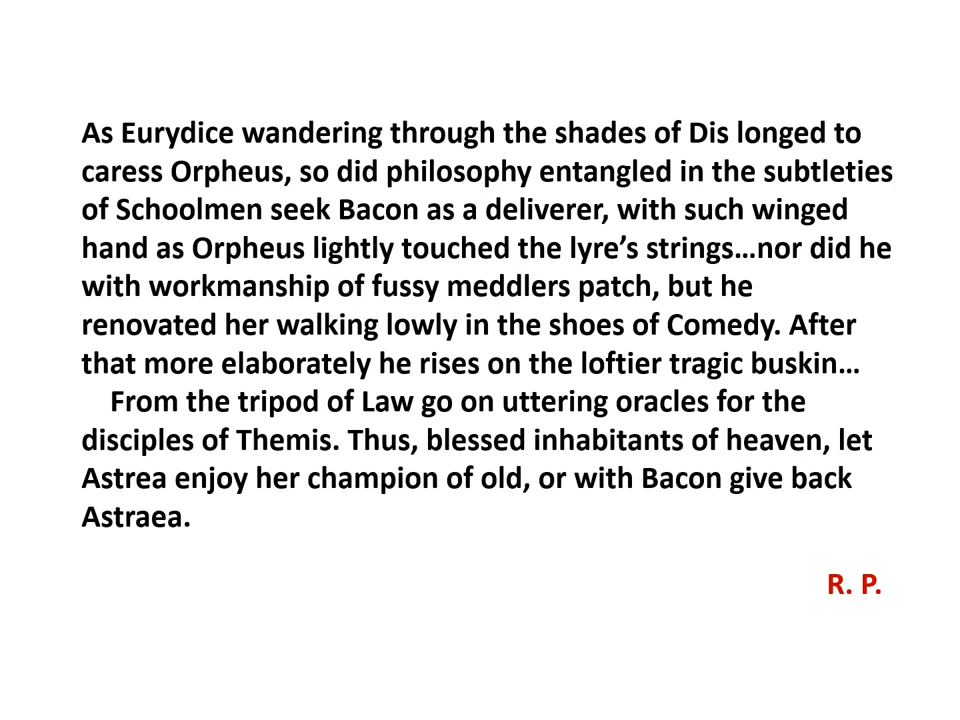 As Eurydice wandering through the shades of Dis longed to
caress Orpheus, so did philosophy entangled in the subtleties
of Schoolmen seek Bacon as a deliverer, with such winged
hand as Orpheus lightly touched the lyre’s strings…nor did he
with workmanship of fussy meddlers patch, but he
renovated her walking lowly in the shoes of Comedy. After
that more elaborately he rises on the loftier tragic buskin…
From the tripod of Law go on uttering oracles for the
disciples of Themis. Thus, blessed inhabitants of heaven, let
Astrea enjoy her champion of old, or with Bacon give back
Astraea.
R. P.